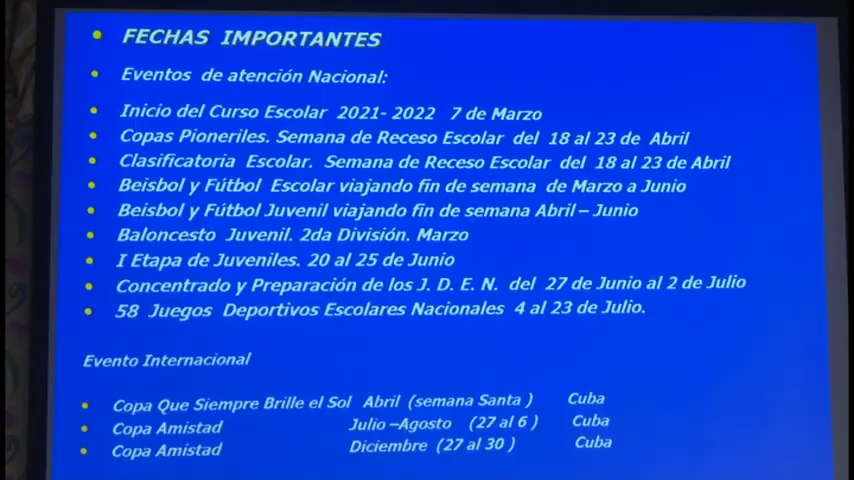 FECHAS IMPORTANTES
Eventos de atención Nacional:
Inicio del Curso Escolar 2021- 2022 7 de Marzo
Copas Pioneriles. Semana de Receso Escolar del 18 al 23 de Abril
Clasificatoria Escolar. Semana de Receso Escolar del 18 al 23 de Abril
Beisbol y Fútbol Escolar viajando fin de semana de Marzo a Junio
Beisbol y Fútbol Juvenil viajando fin de semana Abril – Junio
Baloncesto Juvenil. 2da División. Marzo
I Etapa de Juveniles. 20 al 25 de Junio
Concentrado y Preparación de los J. D. E. N. del 27 de Junio al 2 de Julio
58 Juegos Deportivos Escolares Nacionales 4 al 23 de Julio.
Evento Internacional
Copa Que Siempre Brille el Sol Abril (semana Santa ) Cuba
Copa Amistad Julio –Agosto (27 al 6 ) Cuba
Copa Amistad Diciembre (27 al 30 ) Cuba